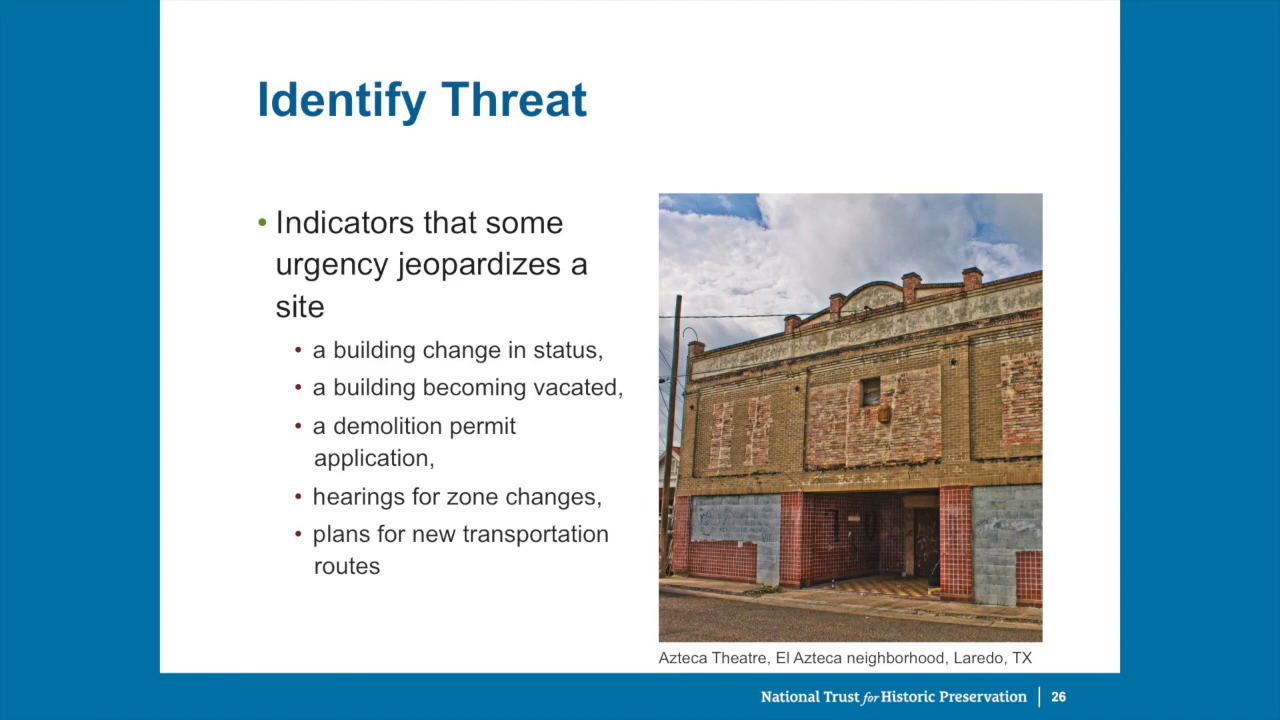 Identify Threat
• Indicators that some
urgency jeopardizes a
site
• a building change in status,
• a building becoming vacated,
• a demolition permit
application,
• hearings for zone changes,
• plans for new transportation
routes
Azteca Theatre, El Azteca neighborhood, Laredo, TX
National Trust for Historic Preservation | 26